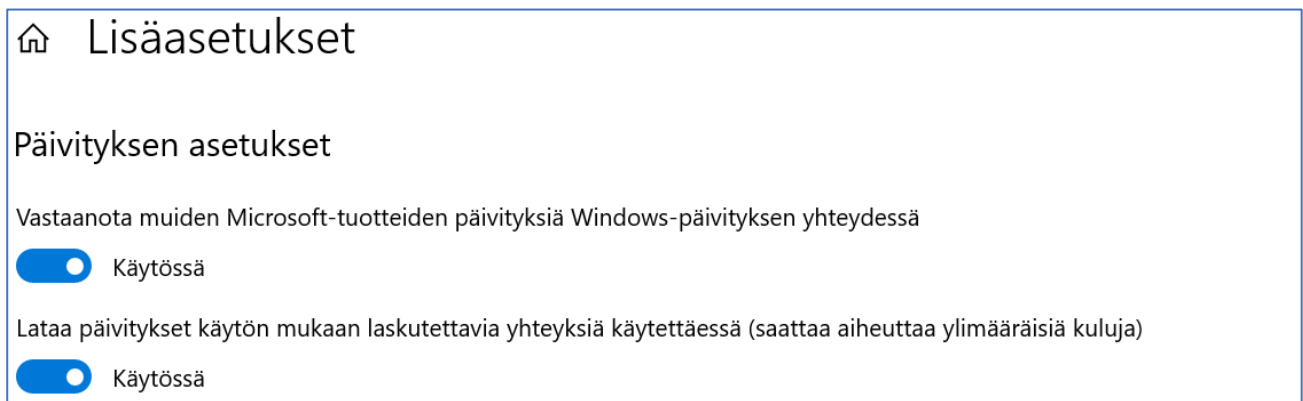 Lisäasetukset
Päivityksen asetukset
Vastaanota muiden Microsoft-tuotteiden päivityksiä Windows-päivityksen yhteydessä
Käytössä
Lataa päivitykset käytön mukaan laskutettavia yhteyksiä käytettäessä (saattaa aiheuttaa ylimääräisiä kuluja)
Käytössä